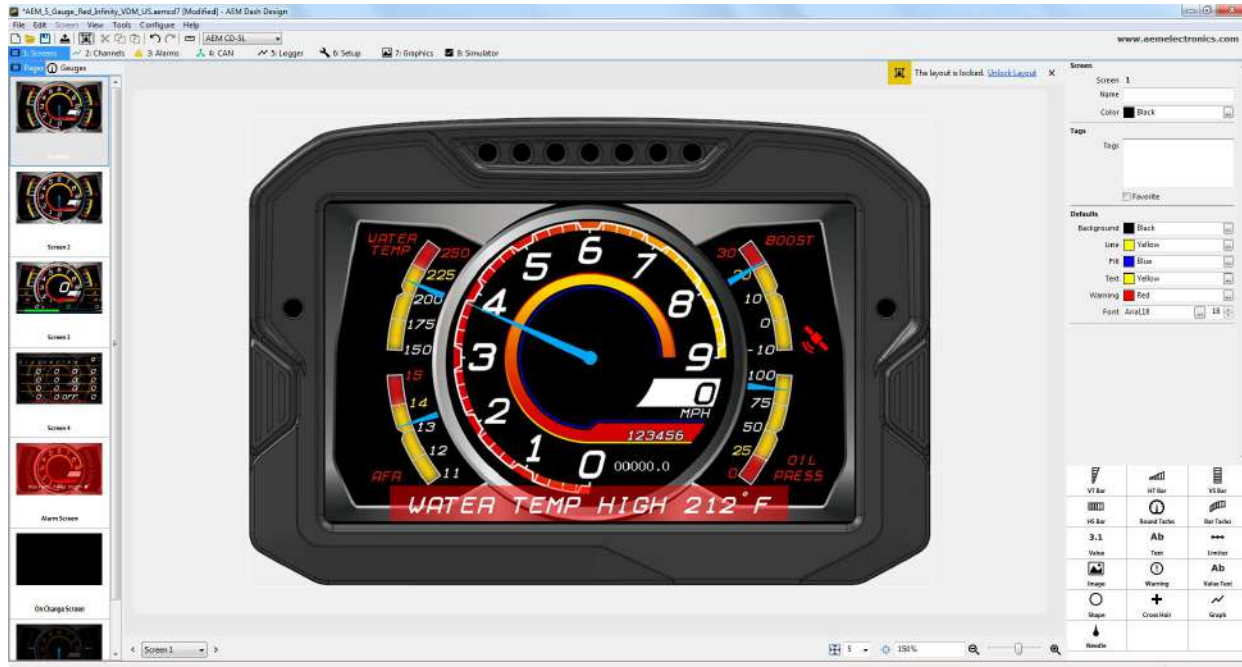 *AEM_5_Gauge_Red_Infinity_VDM_US.aemcd7 (Modified) - AEM Dash Design
File Edit Screen View Tools Configure Help
AEM CD-5L
www.aemelectronics.com
1: Screens 2: Channels 3: Alarms 4: CAN 5: Logger 6: Setup 7: Graphics 8: Simulator
Pages Gauges
The layout is locked. Unlock Layout X
Screen 2
Screen 3
Screen 4
Alarm Screen
On Change Screen
WATER
TEMP
250
225
200
175
150
15
14
13
12
11
AFR
0
1
2
3
4
5
6
7
8
9
0
MPH
123456
00000.0
BOOST
30
20
10
0
-10
100
75
50
25
0
OIL
PRESS
WATER TEMP HIGH 212°F
< Screen 1 >
5 150%
Screen
Screen 1
Name
Color Black
Tags
Tags
Favorite
Defaults
Background Black
Line Yellow
Fill Blue
Text Yellow
Warning Red
Font Arial,18 18
VT Bar HT Bar VS Bar
HS Bar Round Tacho Bar Tacho
3.1 Ab
Value Text Limiter
Ab
Image Warning Value Text
Shape Cross Hair Graph
Needle